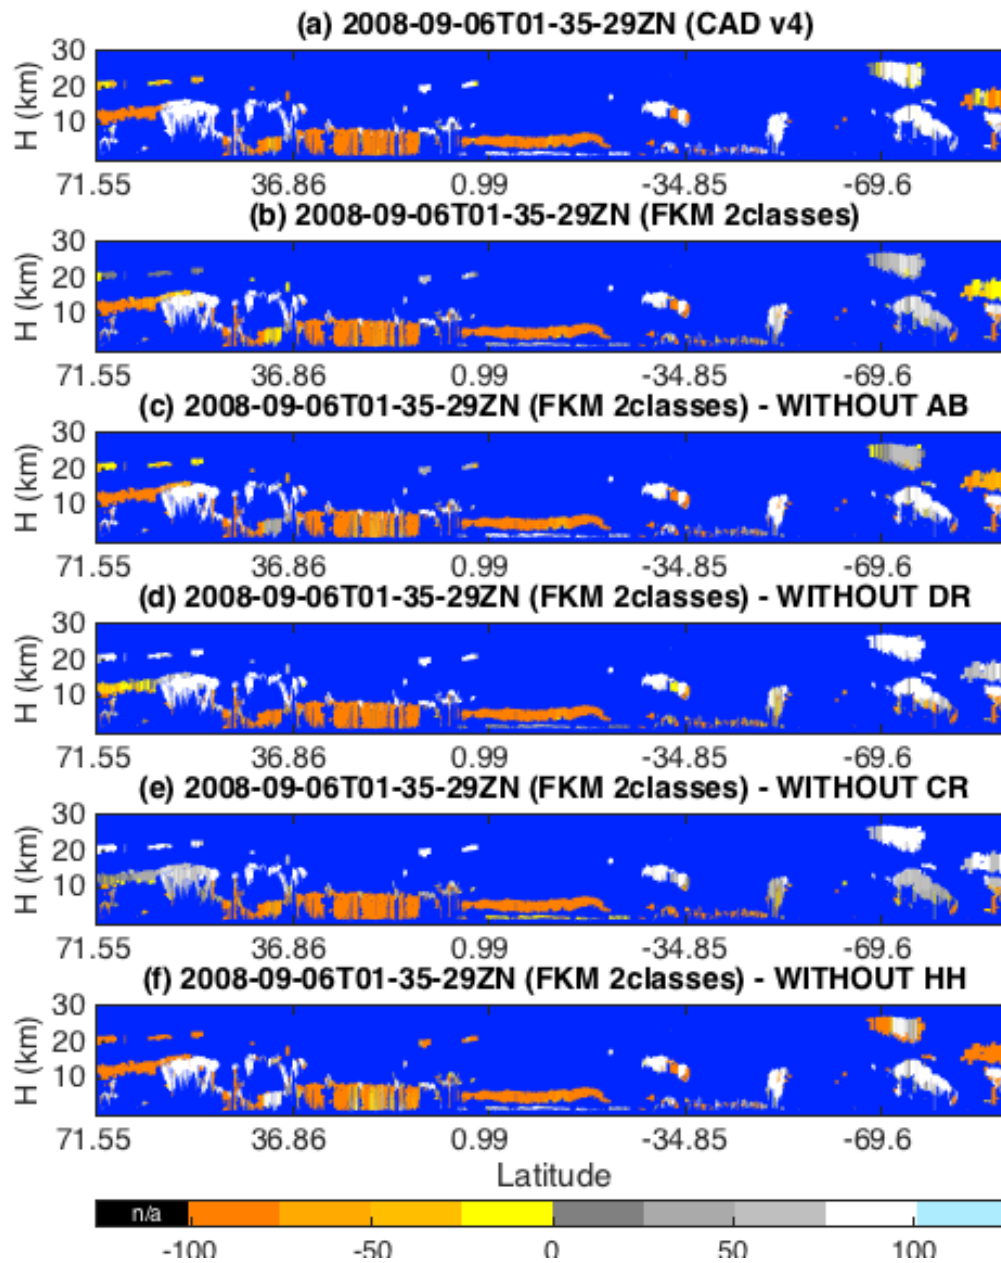 (a) 2008-09-06T01-35-29ZN (CAD v4)
30
20
10
H (km)
71.55 36.86 0.99 -34.85 -69.6
(b) 2008-09-06T01-35-29ZN (FKM 2classes)
30
20
10
H (km)
71.55 36.86 0.99 -34.85 -69.6
(c) 2008-09-06T01-35-29ZN (FKM 2classes) - WITHOUT AB
30
20
10
H (km)
71.55 36.86 0.99 -34.85 -69.6
(d) 2008-09-06T01-35-29ZN (FKM 2classes) - WITHOUT DR
30
20
10
H (km)
71.55 36.86 0.99 -34.85 -69.6
(e) 2008-09-06T01-35-29ZN (FKM 2classes) - WITHOUT CR
30
20
10
H (km)
71.55 36.86 0.99 -34.85 -69.6
(f) 2008-09-06T01-35-29ZN (FKM 2classes) - WITHOUT HH
30
20
10
H (km)
71.55 36.86 0.99 -34.85 -69.6
Latitude
n/a
-100 -50 0 50 100